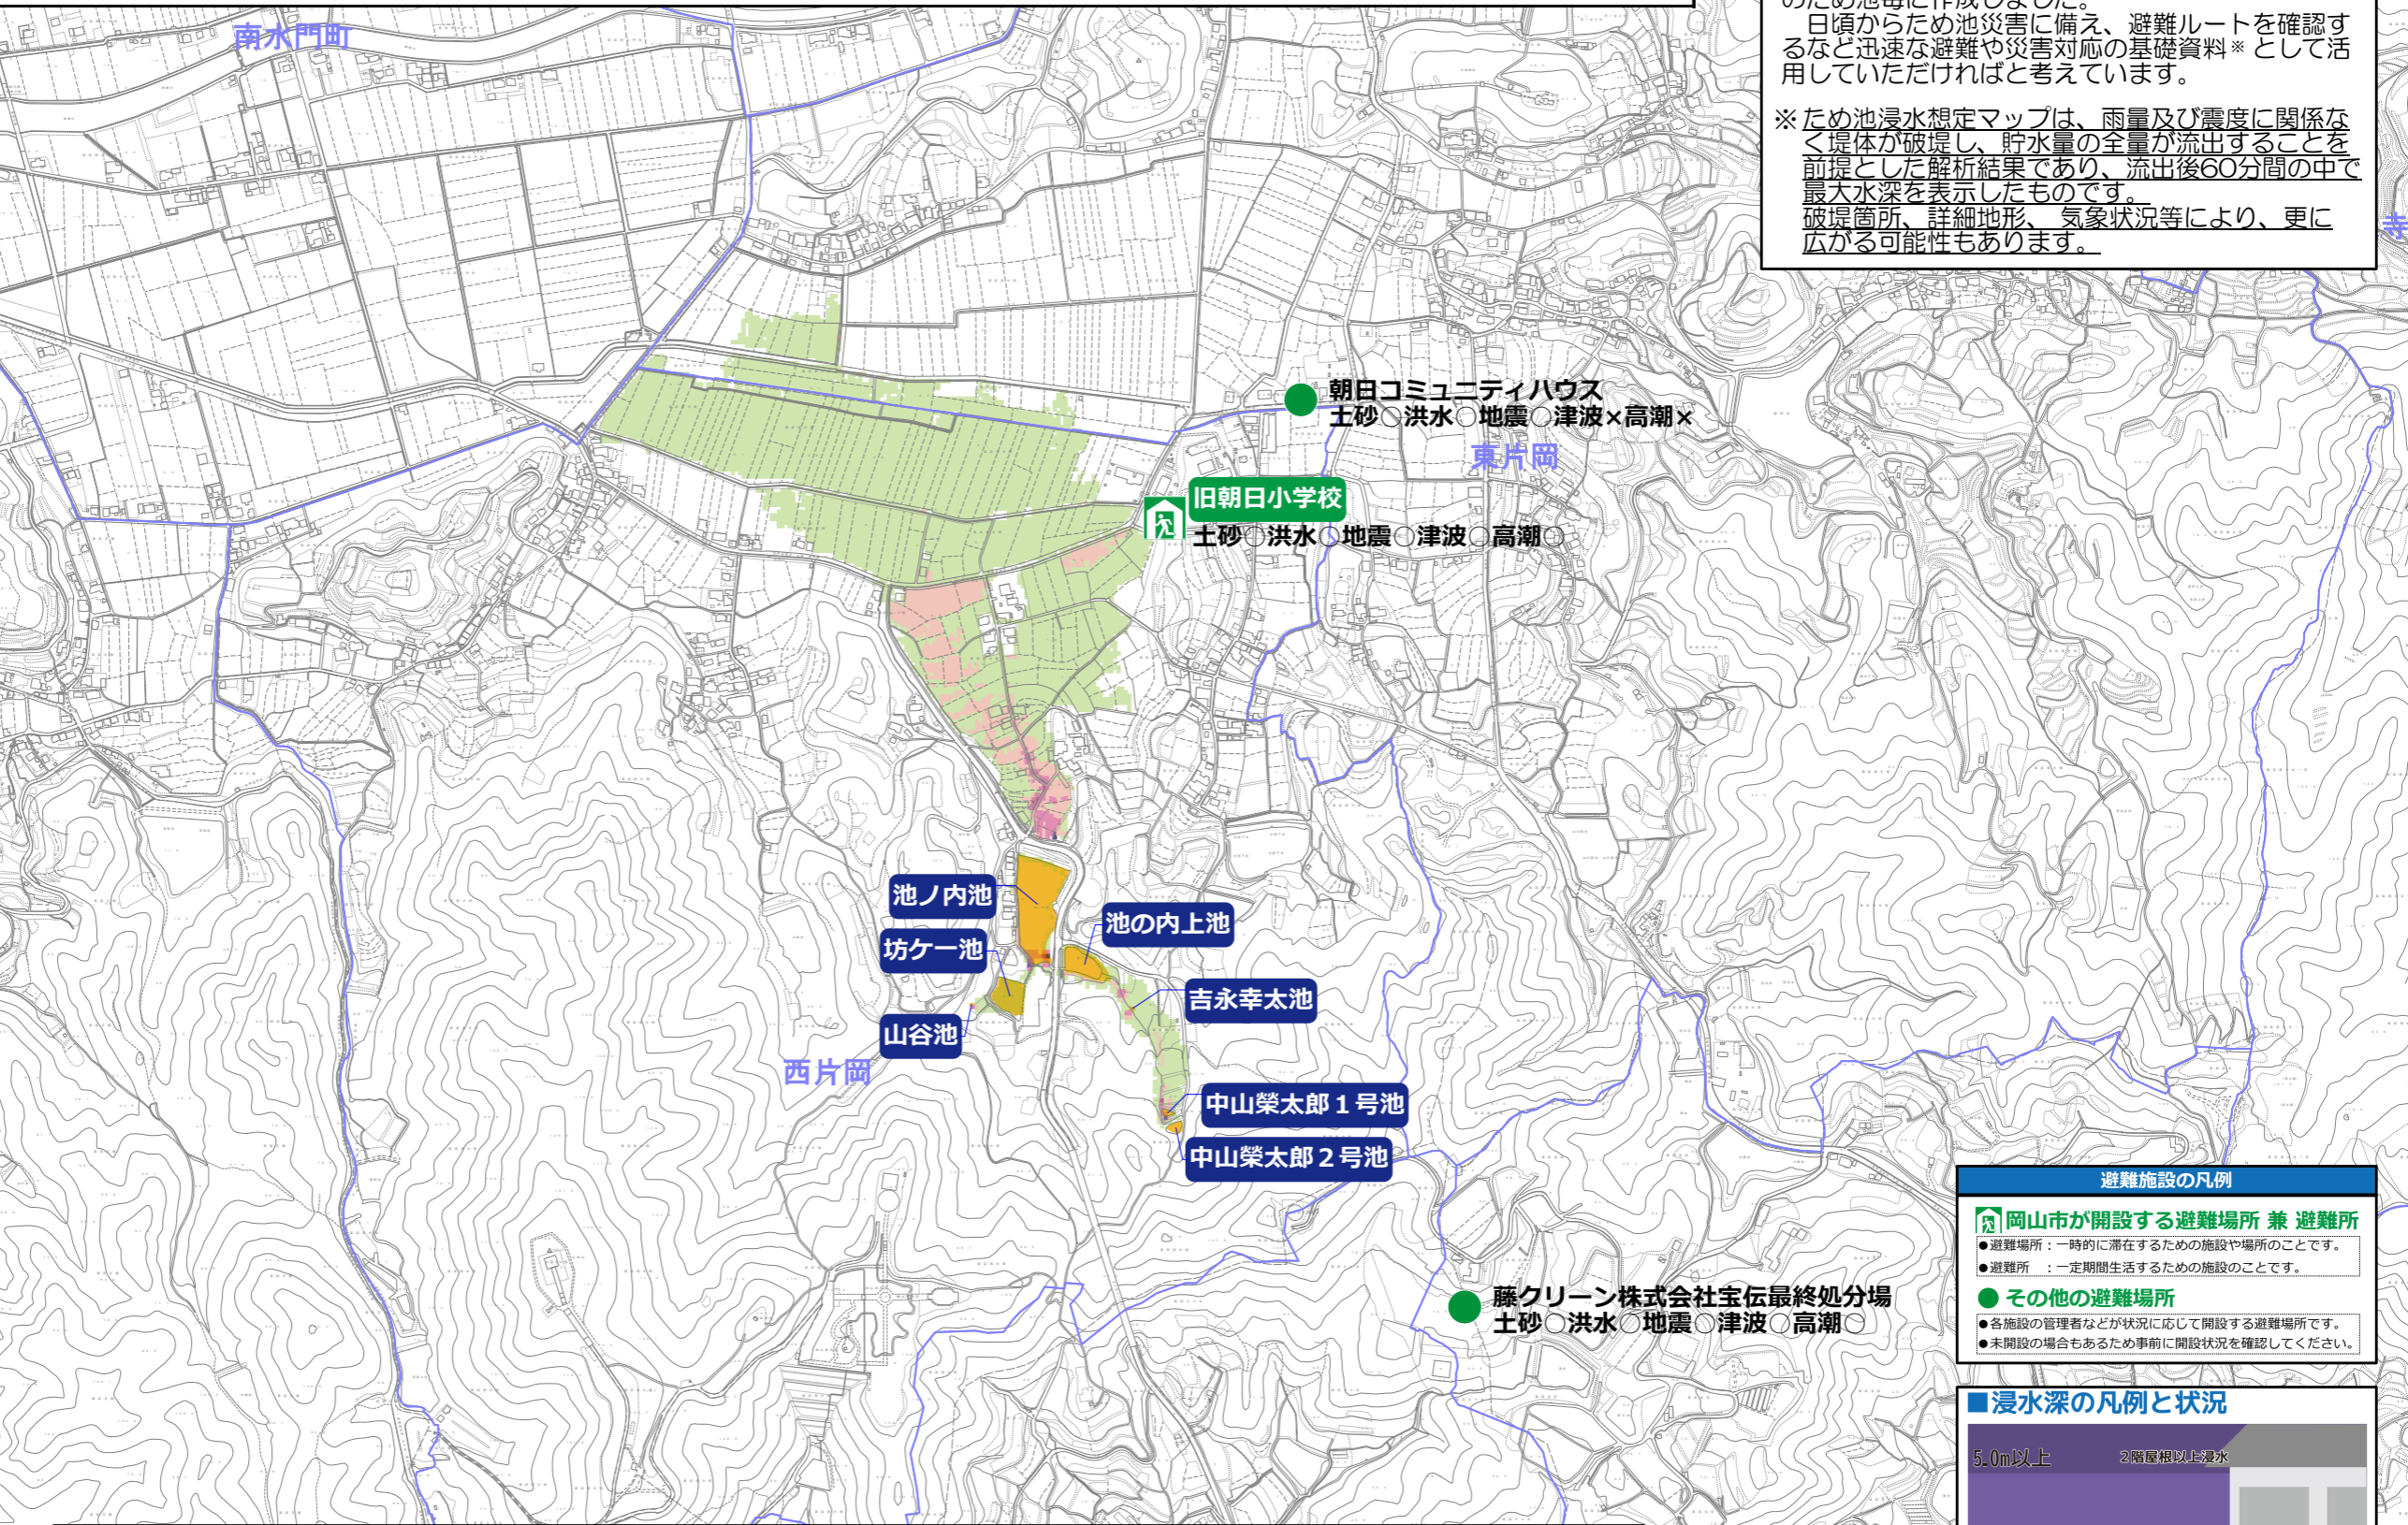 南水門町
のため池毎に作成しました。
日頃からため池災害に備え、避難ルートを確認す
るなど迅速な避難や災害対応の基礎資料※として活
用していただければと考えています。
※ため池浸水想定マップは、雨量及び震度に関係な
く堤体が破堤し、貯水量の全量が流出することを
前提とした解析結果であり、流出後60分間の中で
最大水深を表示したものです。
破堤箇所、詳細地形、気象状況等により、更に
広がる可能性もあります。
寺
朝日コミュニティハウス
土砂○洪水○地震○津波×高潮×
東片岡
旧朝日小学校
土砂○洪水○地震○津波○高潮○
池ノ内池
池の内上池
坊ケ一池
吉永幸太池
山谷池
西片岡
中山榮太郎1号池
中山榮太郎2号池
藤クリーン株式会社宝伝最終処分場
土砂○洪水○地震○津波○高潮○
避難施設の凡例
岡山市が開設する避難場所 兼 避難所
●避難場所：一時的に滞在するための施設や場所のことです。
●避難所　：一定期間生活するための施設のことです。
●その他の避難場所
●各施設の管理者などが状況に応じて開設する避難場所です。
●未開設の場合もあるため事前に開設状況を確認してください。
■浸水深の凡例と状況
5.0m以上　2階屋根以上浸水